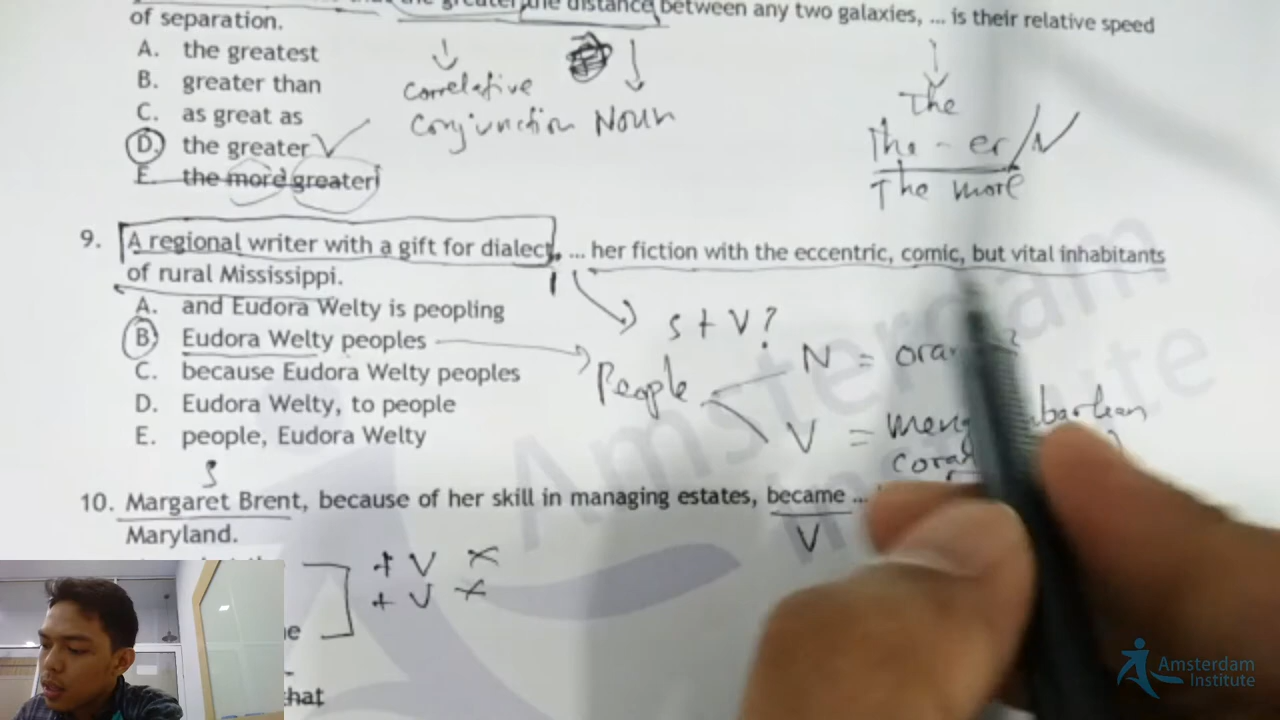 the greater, the distance between any two galaxies, ... is their relative speed
of separation.
A. the greatest
B. greater than
C. as great as
D. the greater
E. the more greater
Correlative
Conjunction
Noun
The
The - er/N
The more
9. A regional writer with a gift for dialect, ... her fiction with the eccentric, comic, but vital inhabitants
of rural Mississippi.
A. and Eudora Welty is peopling
B. Eudora Welty peoples
C. because Eudora Welty peoples
D. Eudora Welty, to people
E. people, Eudora Welty
S + V?
People
N =
V =
S
10. Margaret Brent, because of her skill in managing estates, became ...
Maryland.
V
+ V ×
+ V ×
Amsterdam
Institute
Amsterdam
Institute